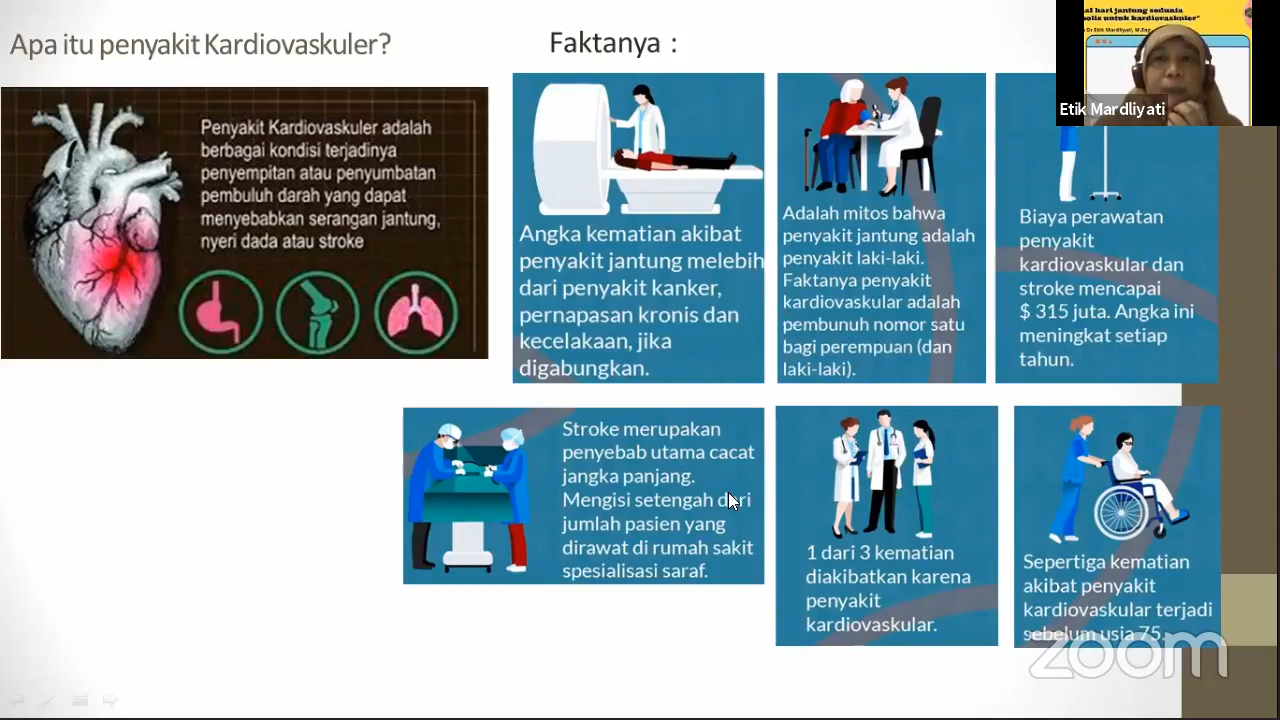 Apa itu penyakit Kardiovaskuler?
Penyakit Kardiovaskuler adalah
berbagai kondisi terjadinya
penyempitan atau penyumbatan
pembuluh darah yang dapat
menyebabkan serangan jantung,
nyeri dada atau stroke
Faktanya :
Angka kematian akibat
penyakit jantung melebih
dari penyakit kanker,
pernapasan kronis dan
kecelakaan, jika
digabungkan.
Adalah mitos bahwa
penyakit jantung adalah
penyakit laki-laki.
Faktanya penyakit
kardiovaskular adalah
pembunuh nomor satu
bagi perempuan (dan
laki-laki).
Biaya perawatan
penyakit
kardiovaskular dan
stroke mencapai
$ 315 juta. Angka ini
meningkat setiap
tahun.
Stroke merupakan
penyebab utama cacat
jangka panjang.
Mengisi setengah dari
jumlah pasien yang
dirawat di rumah sakit
spesialisasi saraf.
1 dari 3 kematian
diakibatkan karena
penyakit
kardiovaskular.
Sepertiga kematian
akibat penyakit
kardiovaskular terjadi
sebelum usia 75.
hari jantung sedunia
untuk kardiovaskuler"
Dr Etik Mardliyati, M.Eng
Etik Mardliyati
zoom